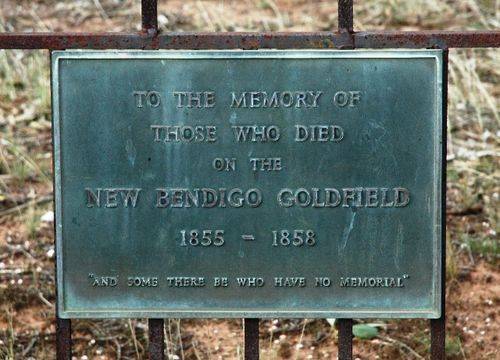 TO THE MEMORY OF
THOSE WHO DIED
ON THE
NEW BENDIGO GOLDFIELD
1855 - 1858
"AND SOME THERE BE WHO HAVE NO MEMORIAL"